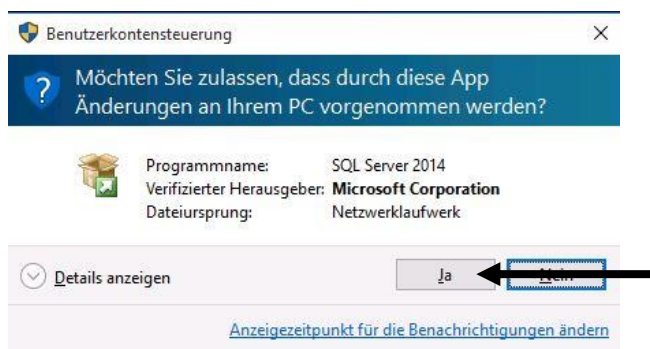 Benutzerkontensteuerung
Möchten Sie zulassen, dass durch diese App
Änderungen an Ihrem PC vorgenommen werden?
Programmname: SQL Server 2014
Verifizierter Herausgeber: Microsoft Corporation
Dateiursprung: Netzwerklaufwerk
Details anzeigen
Ja Nein
Anzeigezeitpunkt für die Benachrichtigungen ändern